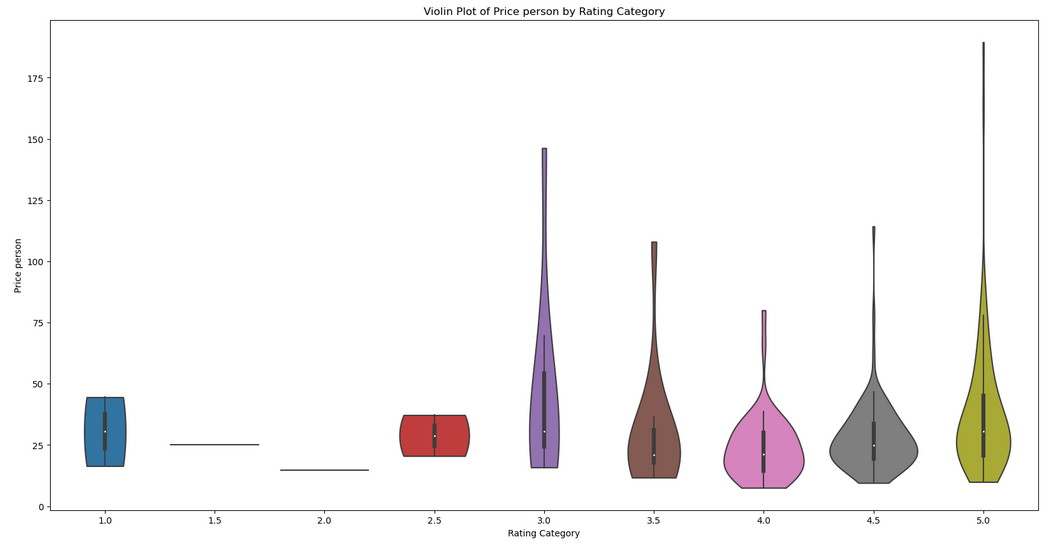 Violin Plot of Price person by Rating Category
Price person
175
150
125
100
75
50
25
0
1.0 1.5 2.0 2.5 3.0 3.5 4.0 4.5 5.0
Rating Category